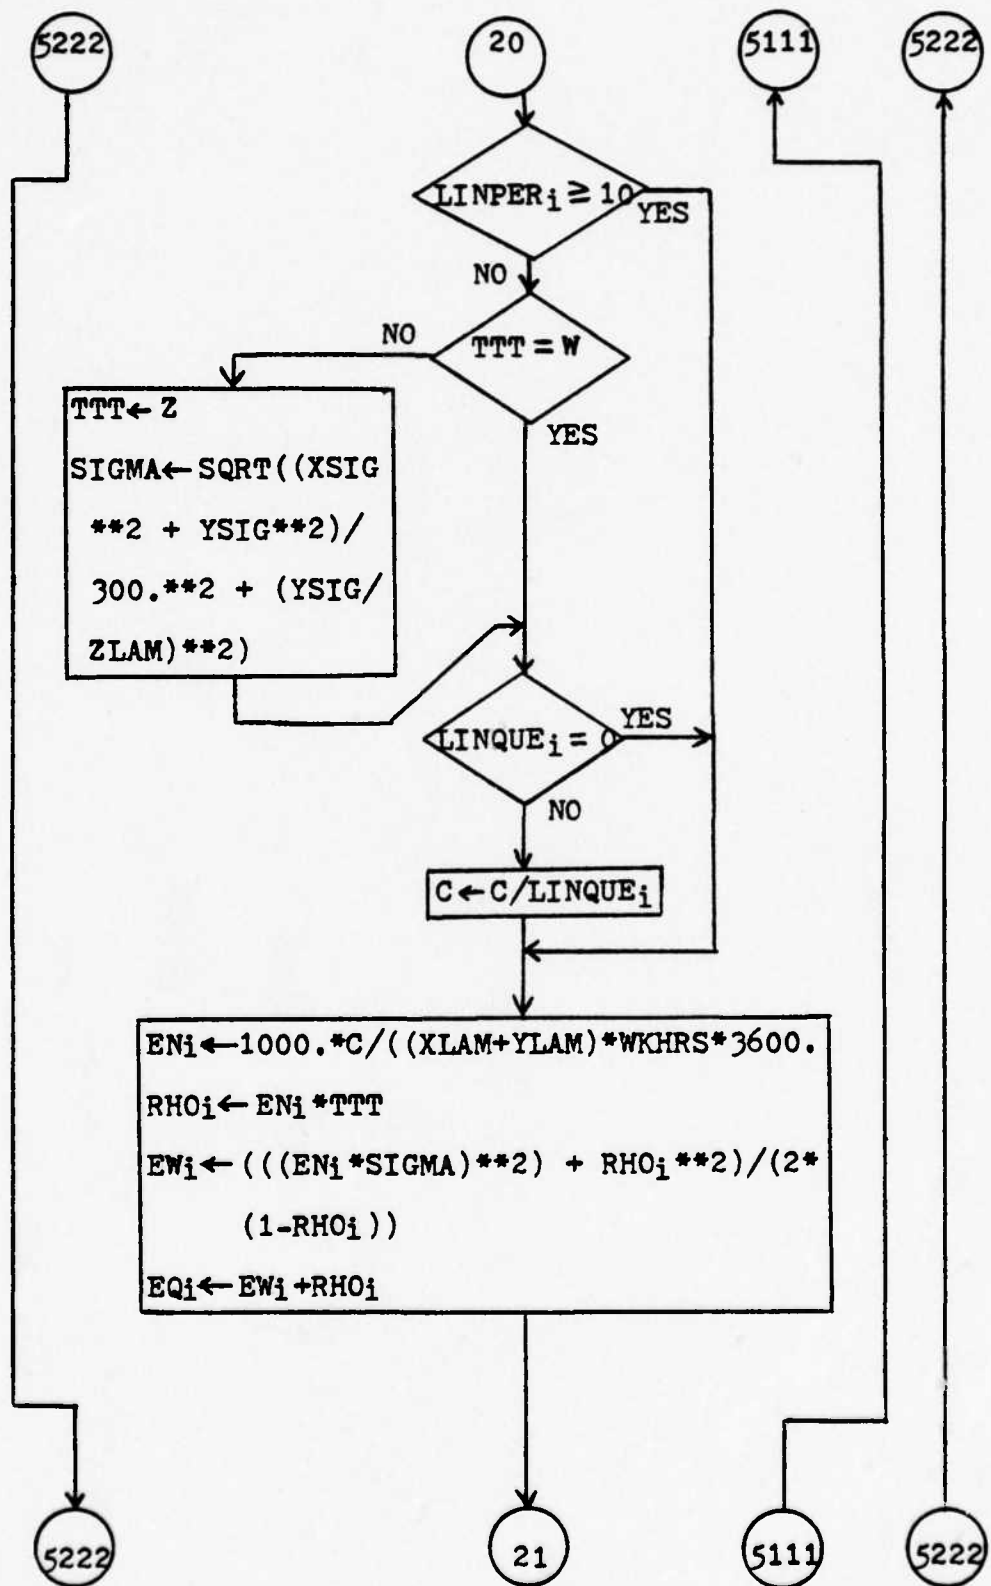 5222
20
5111
5222
LINPERi ≥ 10
YES
NO
TTT = W
NO
YES
TTT← Z
SIGMA← SQRT((XSIG
**2 + YSIG**2)/
300.**2 + (YSIG/
ZLAM)**2)
LINQUEi = 0
YES
NO
C←C/LINQUEi
ENi←1000.*C/((XLAM+YLAM)*WKHRS*3600.
RHOi←ENi*TTT
EWi←(((ENi*SIGMA)**2) + RHOi**2)/(2*
(1-RHOi))
EQi←EWi+RHOi
5222
21
5111
5222